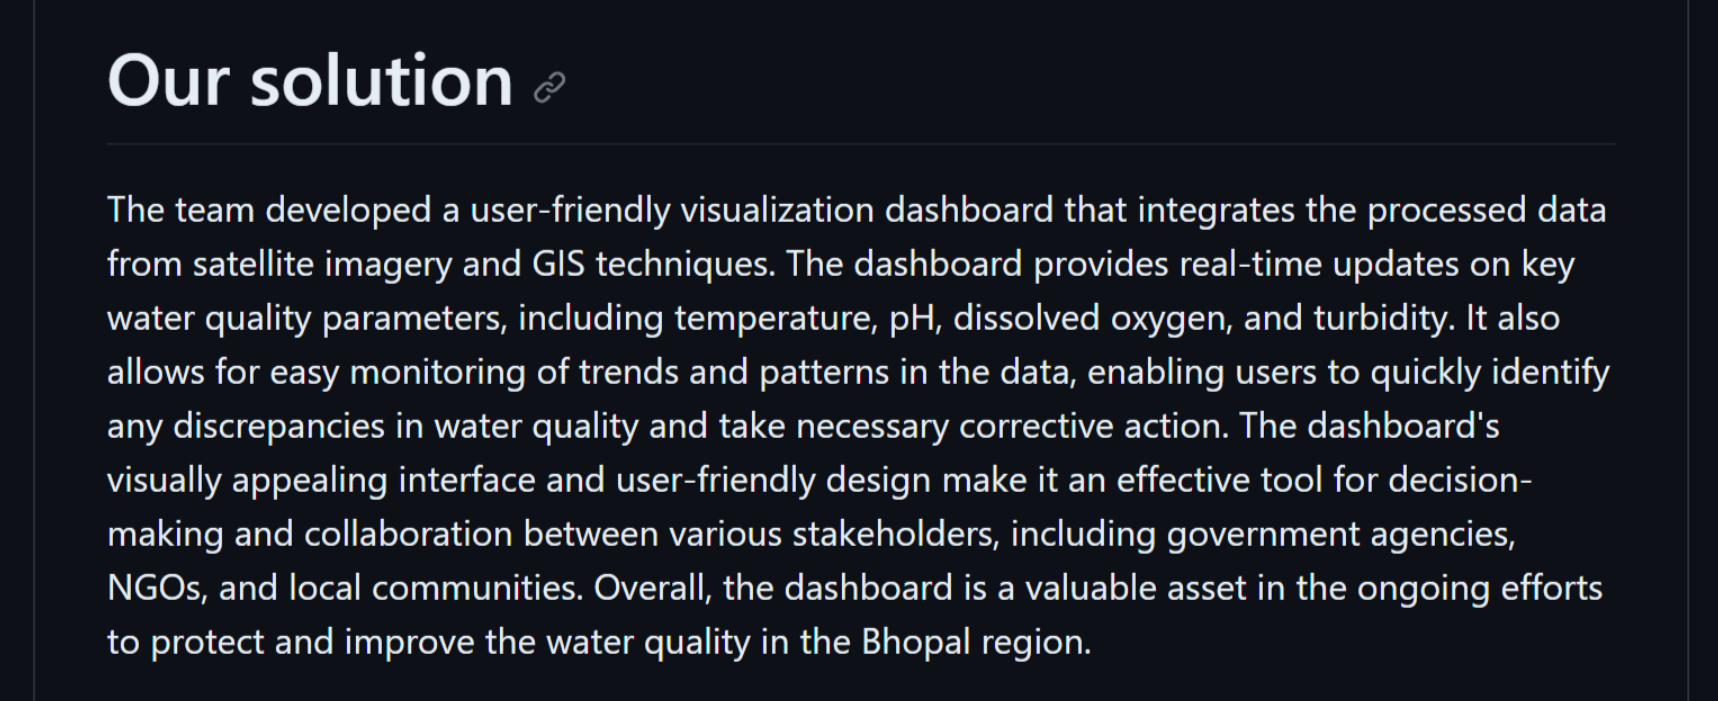 Our solution
The team developed a user-friendly visualization dashboard that integrates the processed data
from satellite imagery and GIS techniques. The dashboard provides real-time updates on key
water quality parameters, including temperature, pH, dissolved oxygen, and turbidity. It also
allows for easy monitoring of trends and patterns in the data, enabling users to quickly identify
any discrepancies in water quality and take necessary corrective action. The dashboard's
visually appealing interface and user-friendly design make it an effective tool for decision-
making and collaboration between various stakeholders, including government agencies,
NGOs, and local communities. Overall, the dashboard is a valuable asset in the ongoing efforts
to protect and improve the water quality in the Bhopal region.